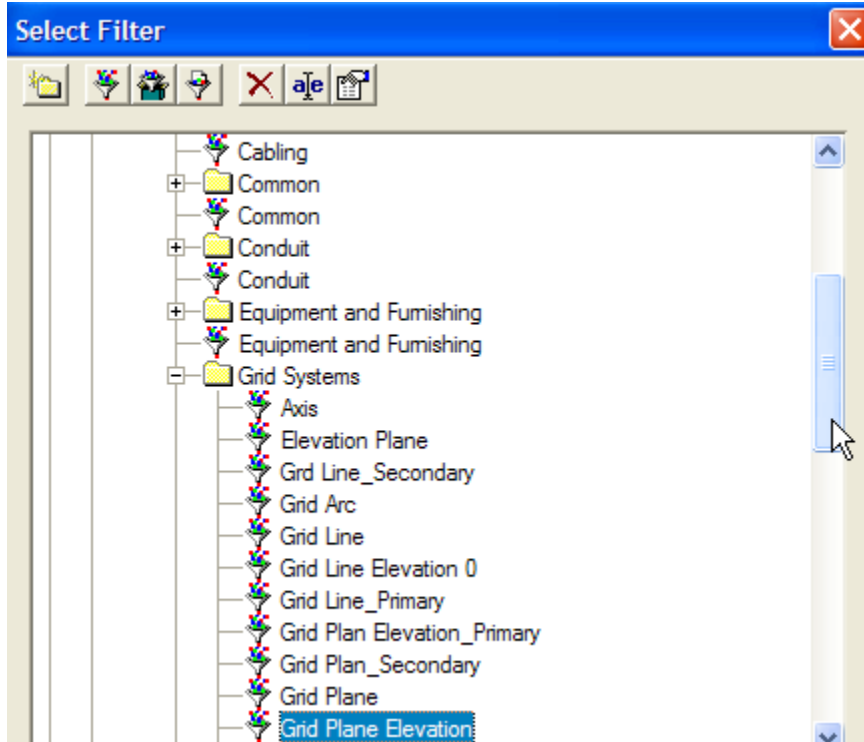 Select Filter
a e
Cabling
Common
Common
Conduit
Conduit
Equipment and Furnishing
Equipment and Furnishing
Grid Systems
Axis
Elevation Plane
Grd Line_Secondary
Grid Arc
Grid Line
Grid Line Elevation 0
Grid Line_Primary
Grid Plan Elevation_Primary
Grid Plan_Secondary
Grid Plane
Grid Plane Elevation